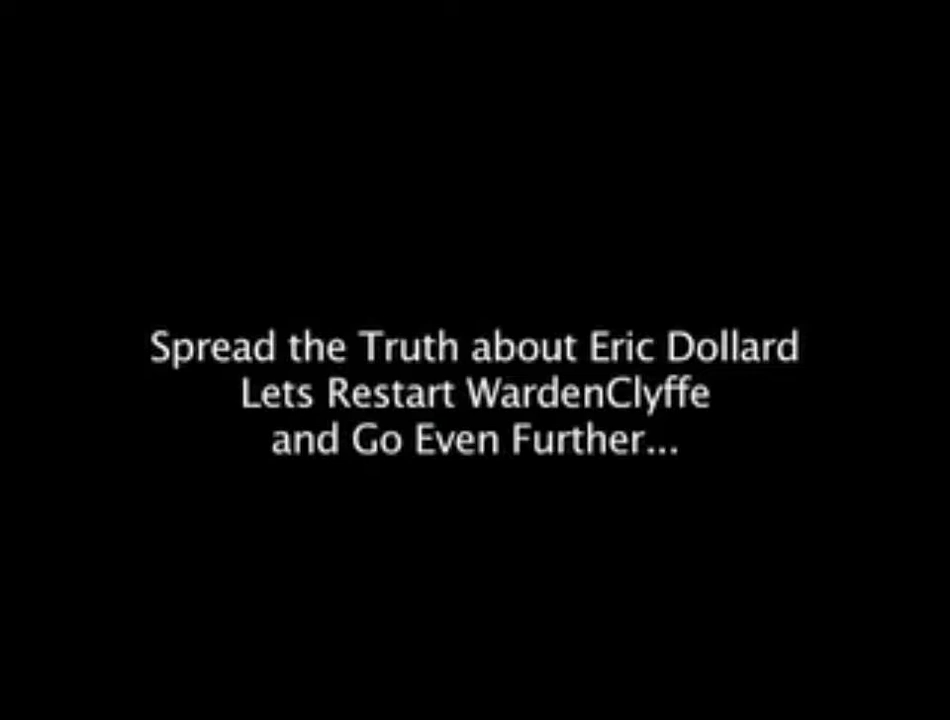 Spread the Truth about Eric Dollard
Lets Restart WardenClyffe
and Go Even Further...